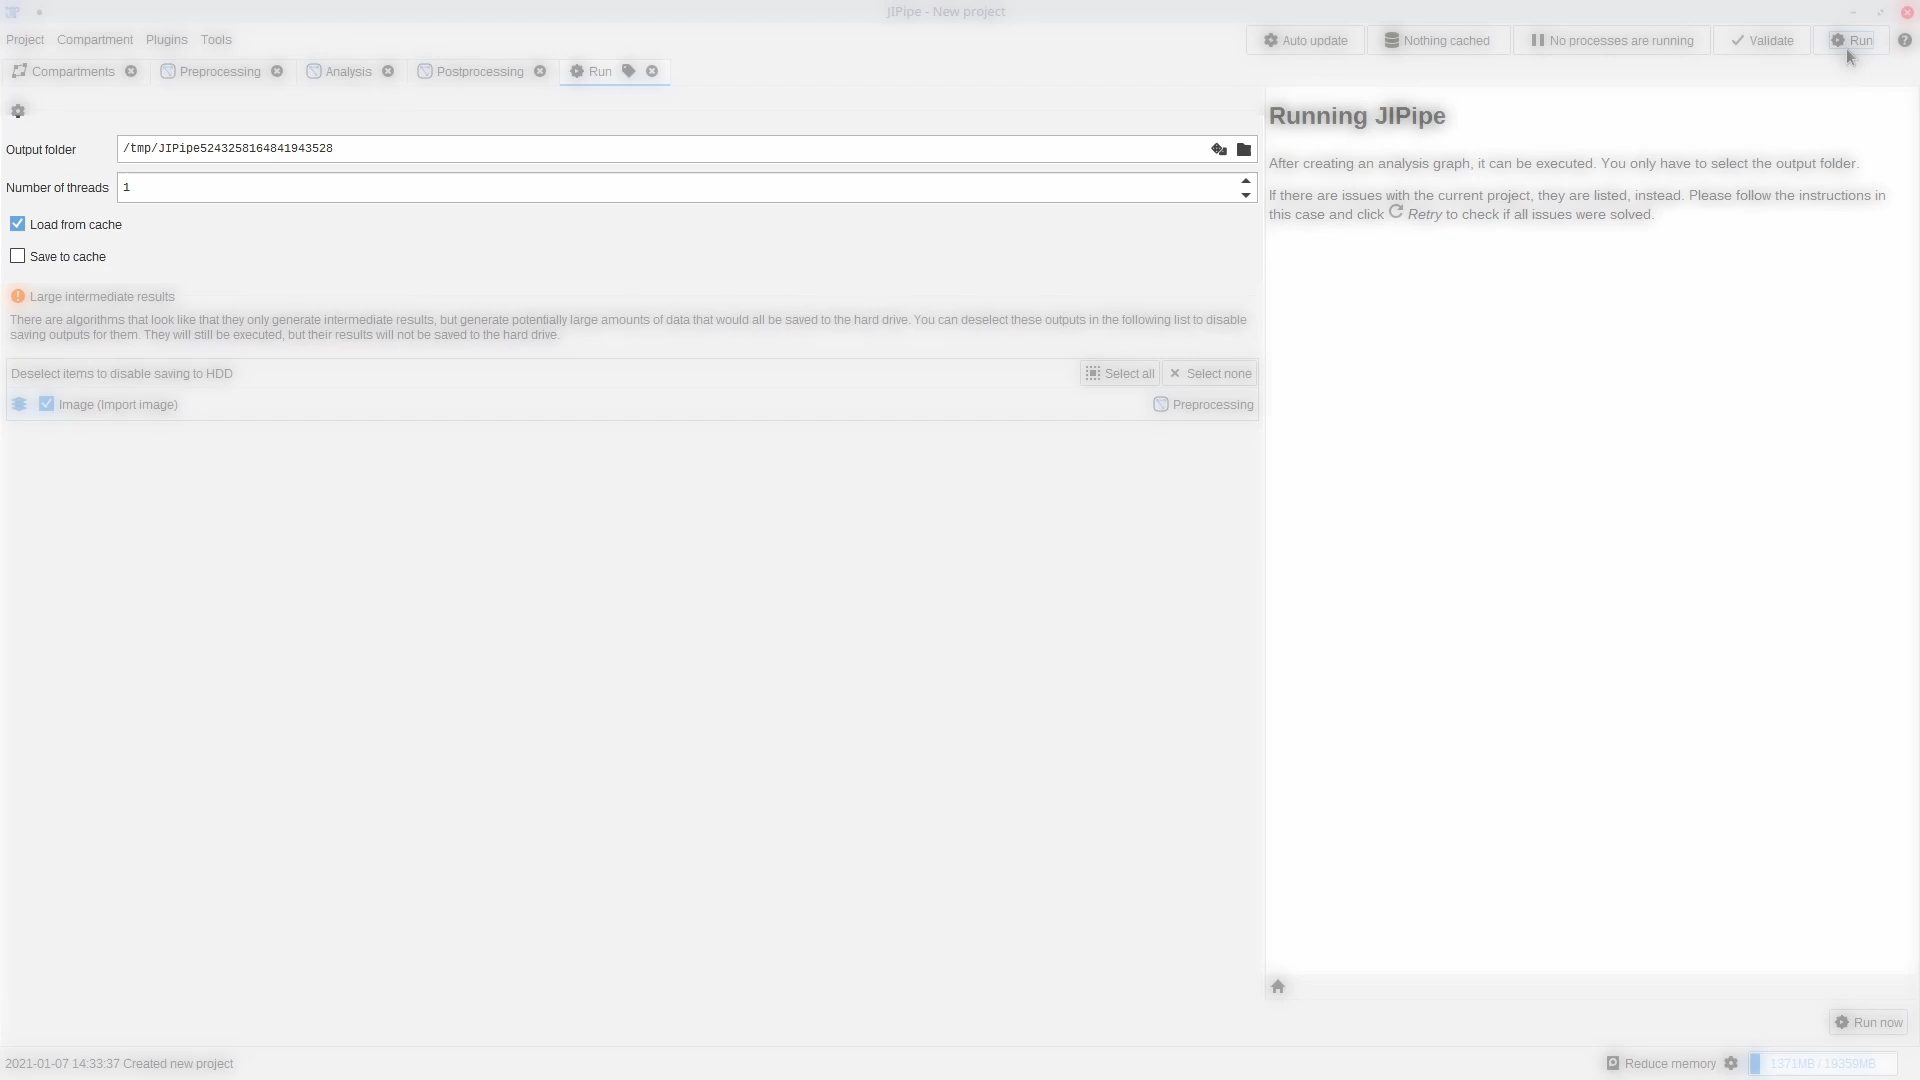 JIPipe - New project
Project Compartment Plugins Tools
Auto update Nothing cached No processes are running Validate Run
Compartments Preprocessing Analysis Postprocessing Run
Output folder /tmp/JIPipe5243258164841943528
Number of threads 1
Load from cache
Save to cache
Large intermediate results
There are algorithms that look like that they only generate intermediate results, but generate potentially large amounts of data that would all be saved to the hard drive. You can deselect these outputs in the following list to disable
saving outputs for them. They will still be executed, but their results will not be saved to the hard drive.
Deselect items to disable saving to HDD Select all Select none
Image (Import image) Preprocessing
Running JIPipe
After creating an analysis graph, it can be executed. You only have to select the output folder.
If there are issues with the current project, they are listed, instead. Please follow the instructions in
this case and click Retry to check if all issues were solved.
Run now
2021-01-07 14:33:37 Created new project
Reduce memory 1371MB / 19359MB